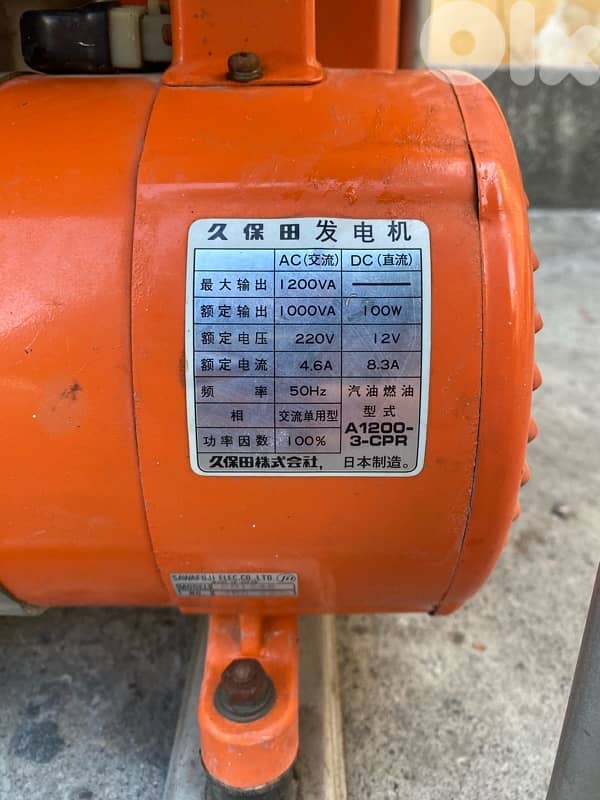 Olx
久保田发电机
AC(交流) DC(直流)
最大输出 1200VA ——
额定输出 1000VA 100W
额定电压 220V 12V
额定电流 4.6A 8.3A
频率 50Hz 汽油燃油
相 交流单用型 型式
功率因数 100% A1200-
3-CPR
久保田株式会社, 日本制造。
SAWAFUJI ELEC. CO., LTD.
MODEL